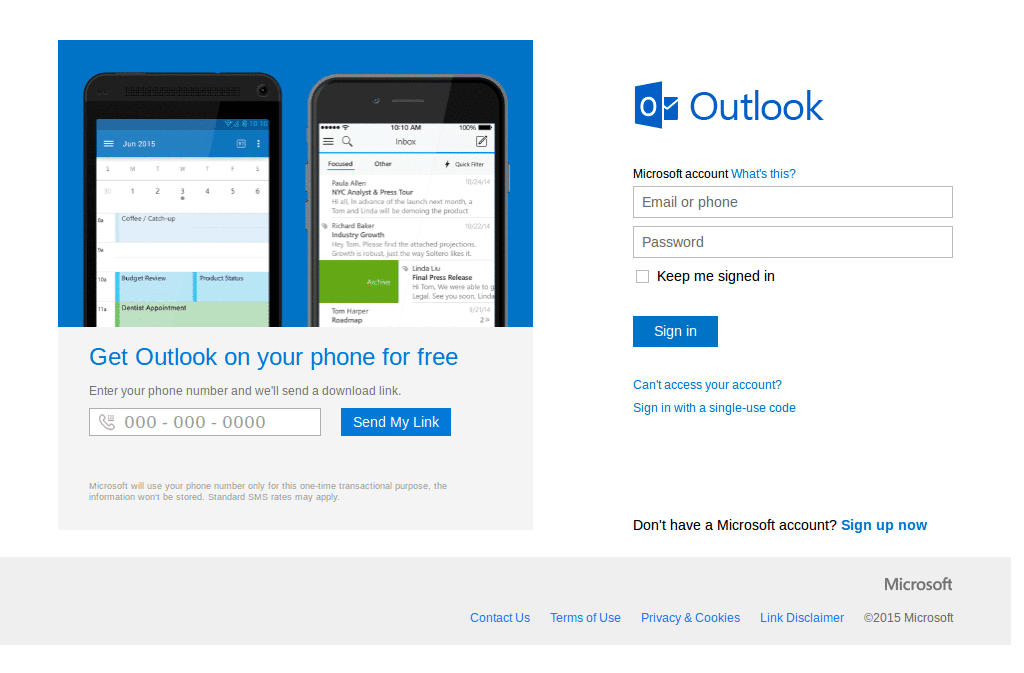 10:10
Jun 2015
S M T W T F S
30 1 2 3 4 5 6
8a Coffee / Catch-up
9a
10a Budget Review Product Status
11a Dentist Appointment
10:10 AM 100%
Inbox
Focused Other Quick Filter
Paula Allen 10/24/14
NYC Analyst & Press Tour
Hi all, In advance of the launch next month, a
Tom and Linda will be demoing the product
Richard Baker 10/22/14
Industry Growth
Hey Tom. Please find the attached projections.
Growth is robust, just the way Soltero likes it.
Archive
Linda Liu
Final Press Release
Hi Tom, We were able to g
Legal. See you soon, Linda
Tom Harper 9/21/14
Roadmap 2 »
Get Outlook on your phone for free
Enter your phone number and we'll send a download link.
000 - 000 - 0000
Send My Link
Microsoft will use your phone number only for this one-time transactional purpose, the
information won't be stored. Standard SMS rates may apply.
Outlook
Microsoft account What's this?
Email or phone
Password
Keep me signed in
Sign in
Can't access your account?
Sign in with a single-use code
Don't have a Microsoft account? Sign up now
Microsoft
Contact Us Terms of Use Privacy & Cookies Link Disclaimer ©2015 Microsoft